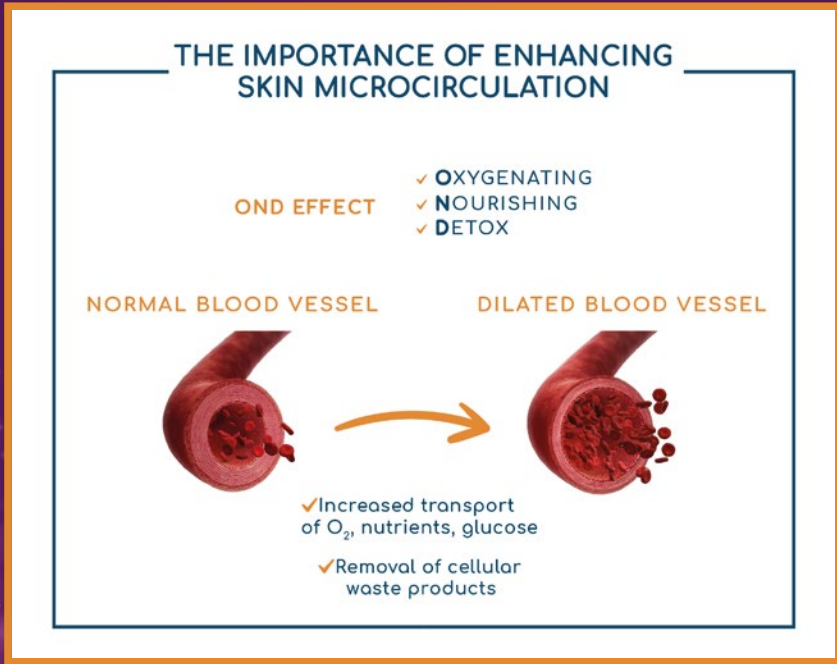 THE IMPORTANCE OF ENHANCING
SKIN MICROCIRCULATION
OND EFFECT
✓ OXYGENATING
✓ NOURISHING
✓ DETOX
NORMAL BLOOD VESSEL
DILATED BLOOD VESSEL
✓Increased transport
of O₂, nutrients, glucose
✓Removal of cellular
waste products